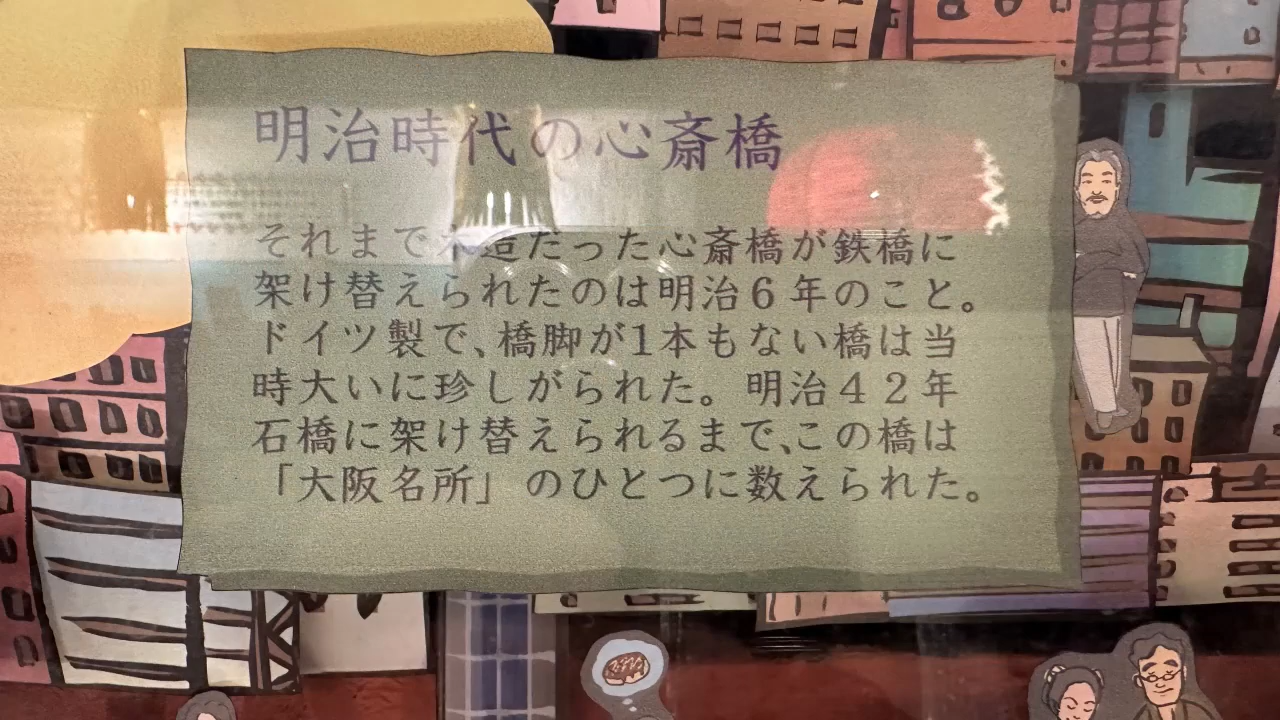 明治時代の心斎橋
それまで木造だった心斎橋が鉄橋に
架け替えられたのは明治6年のこと。
ドイツ製で、橋脚が1本もない橋は当
時大いに珍しがられた。明治42年
石橋に架け替えられるまで、この橋は
「大阪名所」のひとつに数えられた。